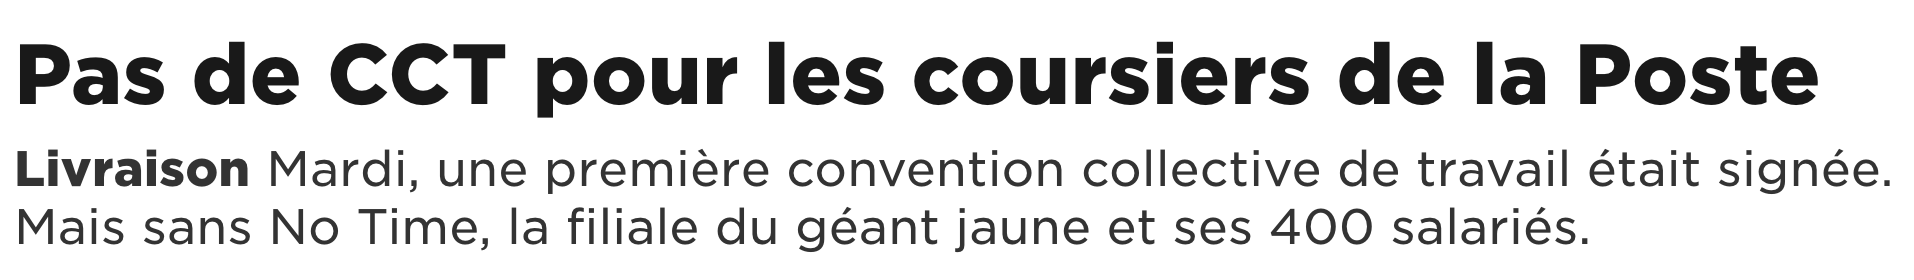 Pas de CCT pour les coursiers de la Poste
Livraison Mardi, une première convention collective de travail était signée.
Mais sans No Time, la filiale du géant jaune et ses 400 salariés.